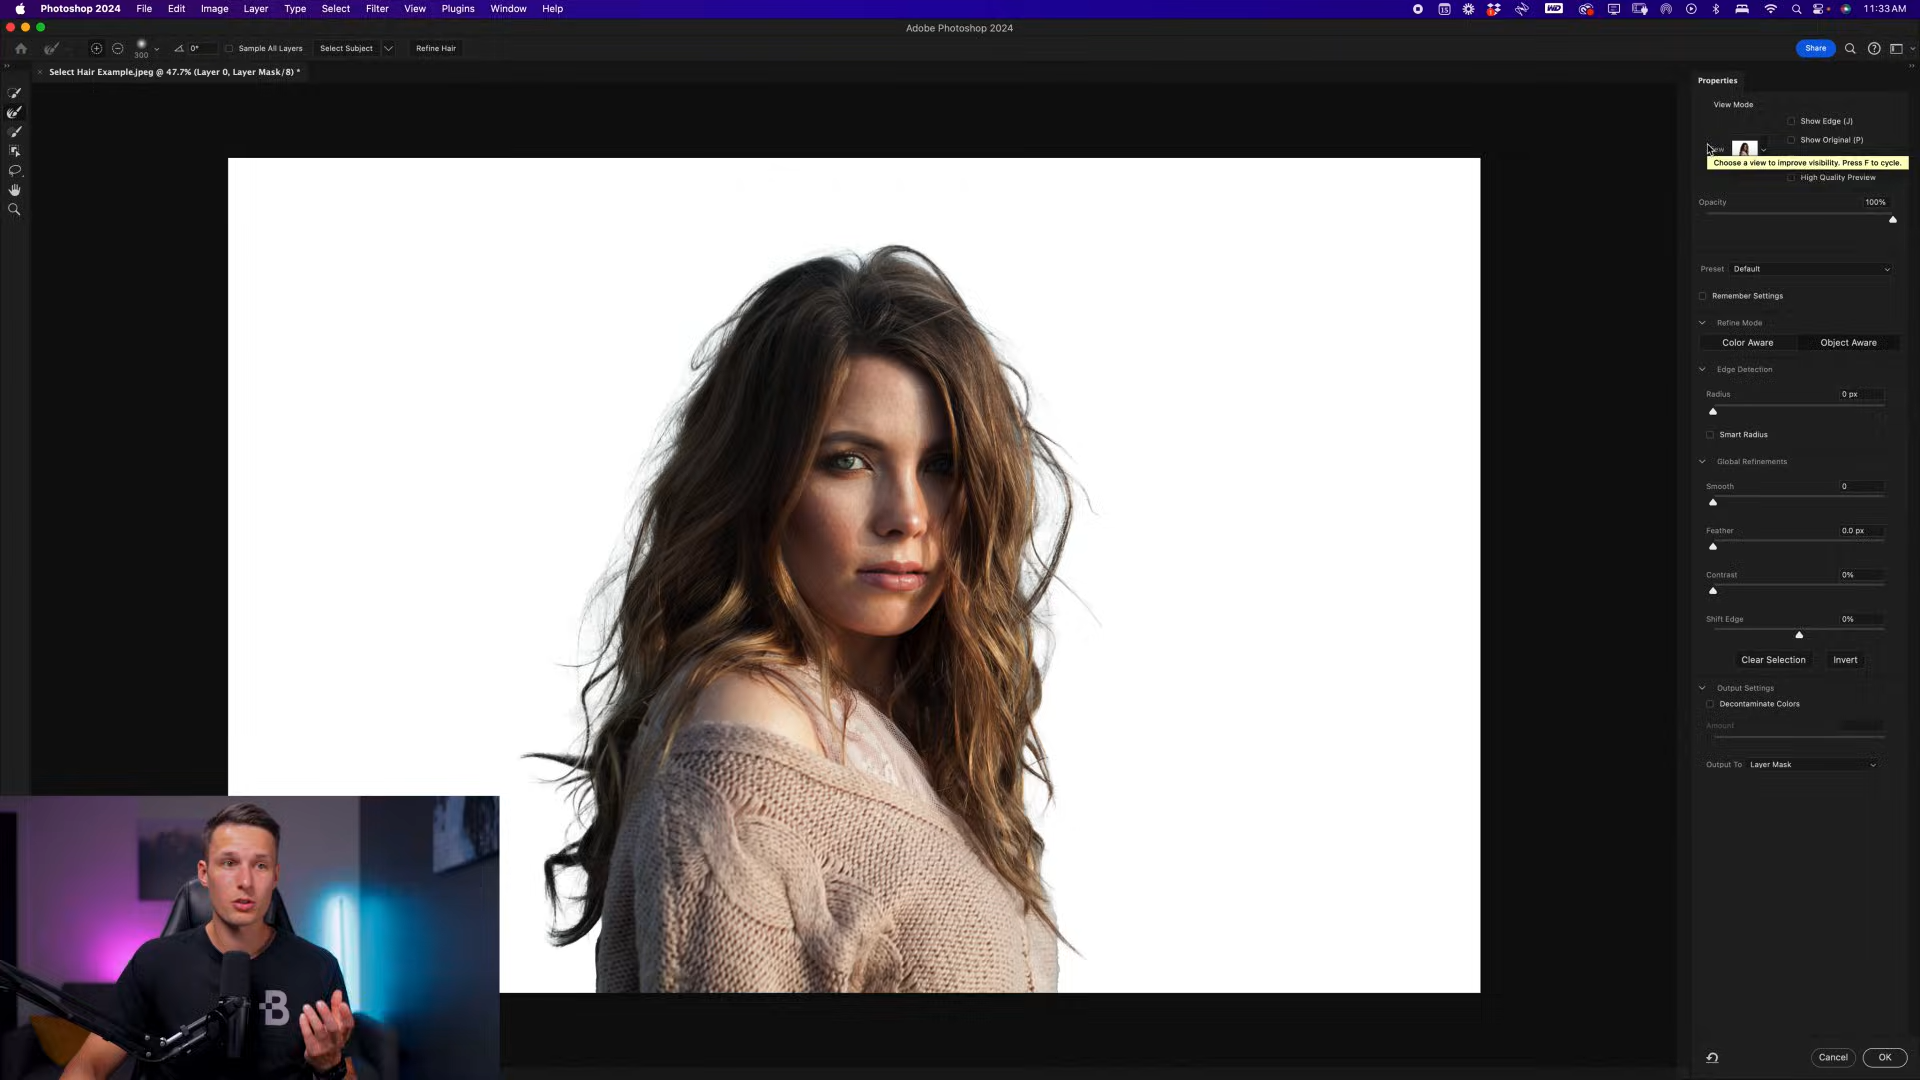 Photoshop 2024 File Edit Image Layer Type Select Filter View Plugins Window Help
15 WD 11:33 AM
Adobe Photoshop 2024
300 0° Sample All Layers Select Subject Refine Hair Share
× Select Hair Example.jpeg @ 47.7% (Layer 0, Layer Mask/8) *
Properties
View Mode
Show Edge (J)
Show Original (P)
Choose a view to improve visibility. Press F to cycle.
High Quality Preview
Opacity 100%
Preset Default
Remember Settings
Refine Mode
Color Aware Object Aware
Edge Detection
Radius 0 px
Smart Radius
Global Refinements
Smooth 0
Feather 0.0 px
Contrast 0%
Shift Edge 0%
Clear Selection Invert
Output Settings
Decontaminate Colors
Amount
Output To Layer Mask
B
Cancel OK